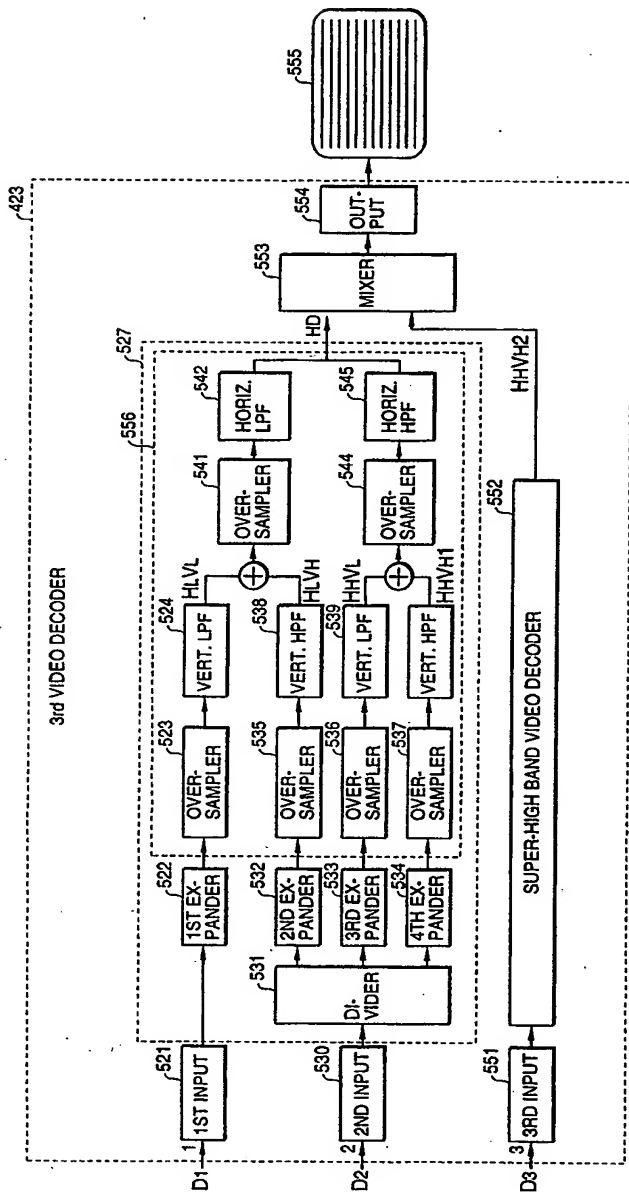 3rd VIDEO DECODER
423
527
556
D1
1
521
1ST INPUT
522
1ST EX-
PANDER
523
OVER-
SAMPLER
524
VERT. LPF
HLVL
541
OVER-
SAMPLER
542
HORIZ.
LPF
D2
2
530
2ND INPUT
531
DI-
VIDER
532
2ND EX-
PANDER
535
OVER-
SAMPLER
538
VERT. HPF
HLVH
533
3RD EX-
PANDER
536
OVER-
SAMPLER
539
VERT. LPF
HHVL
544
OVER-
SAMPLER
545
HORIZ.
HPF
534
4TH EX-
PANDER
537
OVER-
SAMPLER
VERT. HPF
HHVH1
HD
553
MIXER
554
OUT-
PUT
555
D3
3
551
3RD INPUT
552
SUPER-HIGH BAND VIDEO DECODER
HHVH2